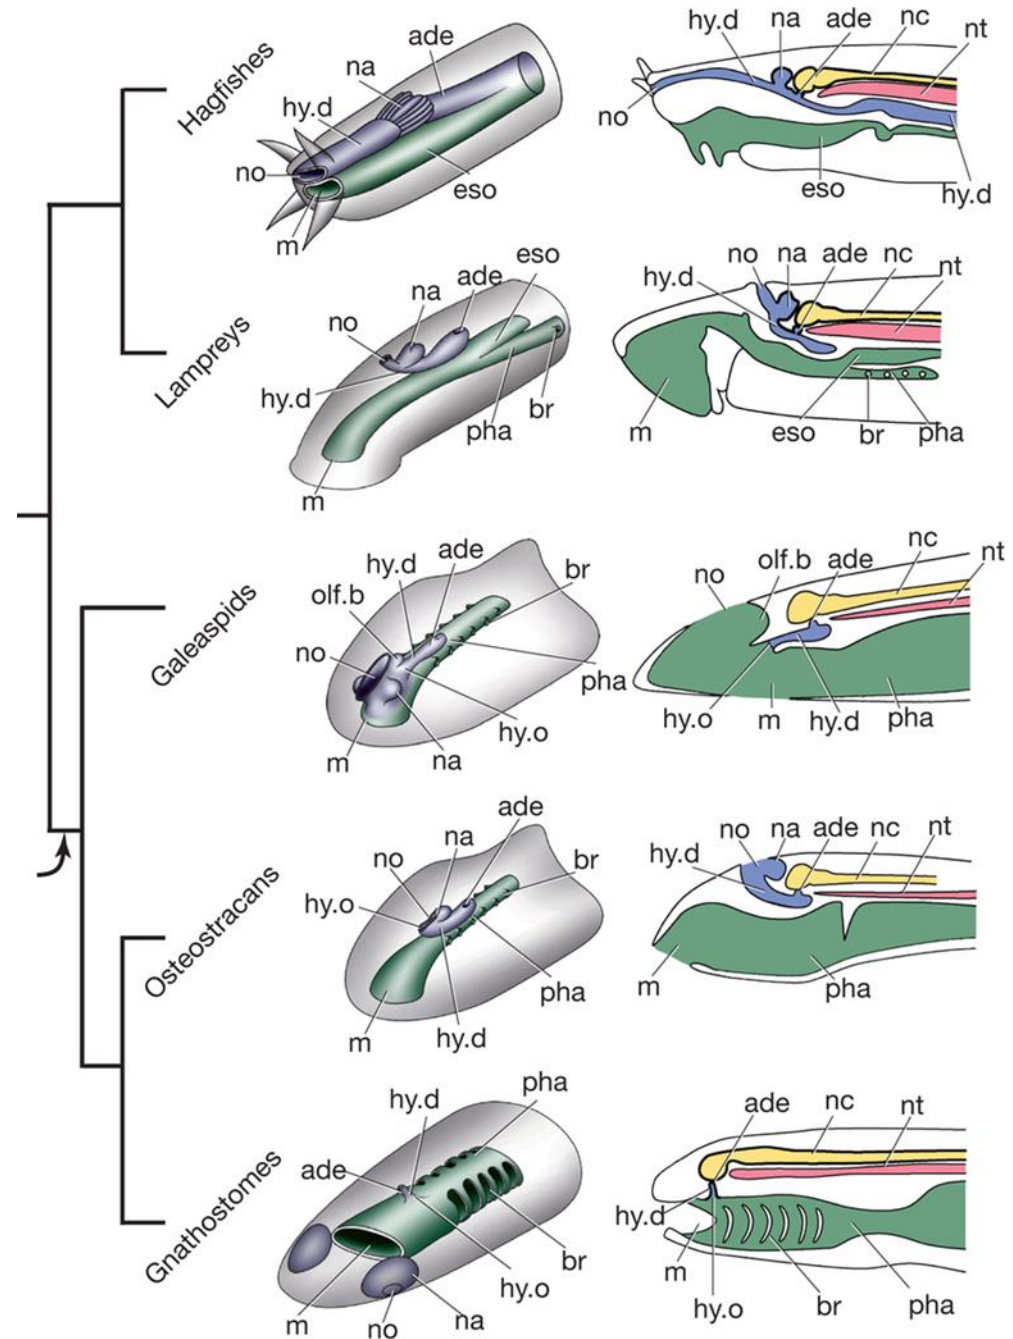 Hagfishes
ade
na
hy.d
no
m
eso
hy.d
na
ade
nc
nt
no
eso
hy.d
Lampreys
eso
ade
na
no
hy.d
br
pha
m
no
na
ade
nc
nt
hy.d
m
eso
br
pha
Galeaspids
ade
hy.d
br
olf.b
no
pha
hy.o
m
na
nc
nt
olf.b
ade
no
hy.o
m
hy.d
pha
Osteostracans
ade
na
no
br
hy.o
pha
hy.d
m
no
na
ade
nc
nt
hy.d
m
pha
Gnathostomes
pha
hy.d
ade
br
hy.o
na
m
no
ade
nc
nt
hy.d
m
hy.o
br
pha